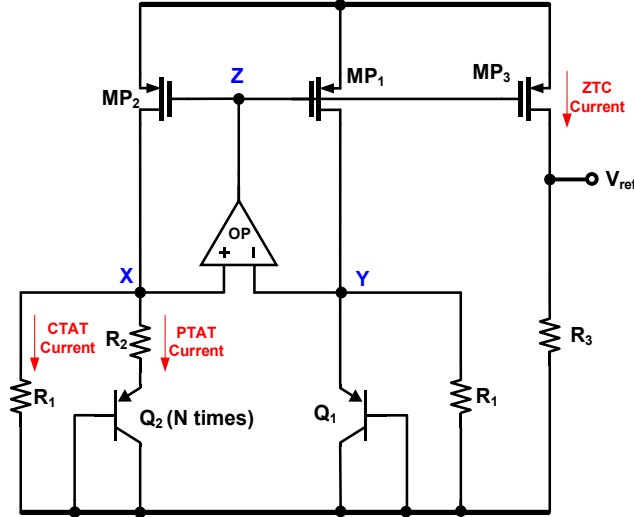 Z
MP1
MP2
MP3
ZTC
Current
Vref
OP
+ −
X
Y
CTAT
Current
R2
PTAT
Current
R3
R1
Q2 (N times)
Q1
R1